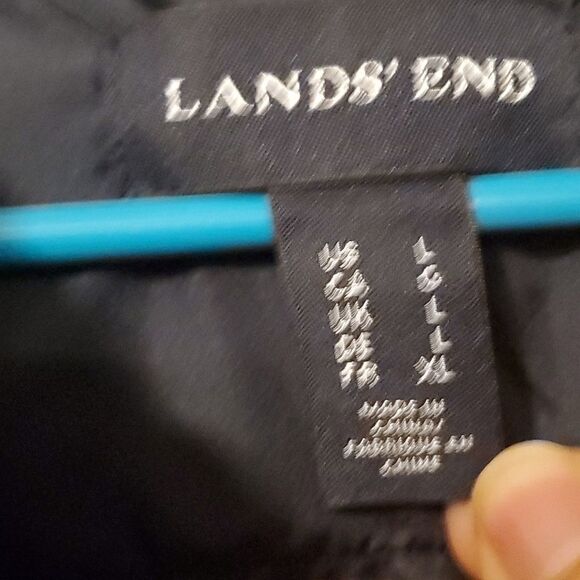 LANDS' END
US L
CA G
UK L
DE L
FR XL
MADE IN
CHINA/
FABRIQUE EN
CHINE